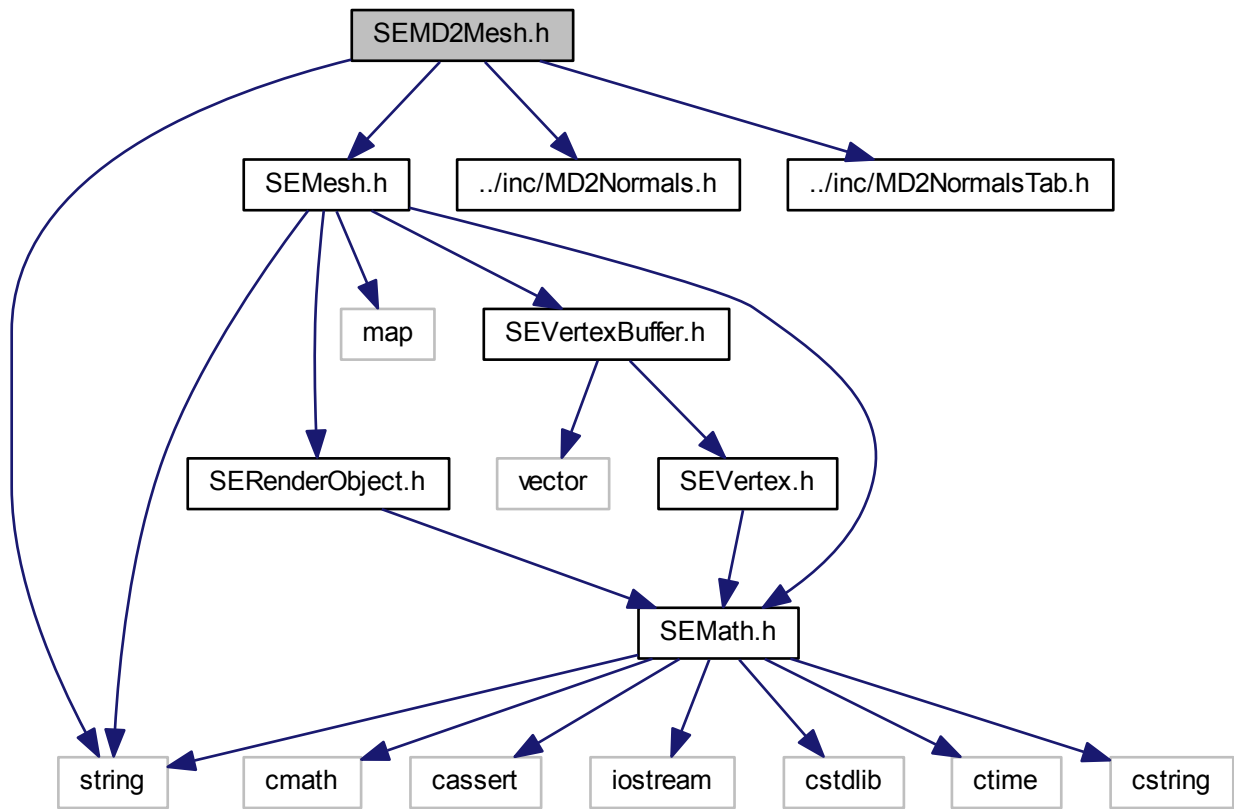 SEMD2Mesh.h
SEMesh.h
../inc/MD2Normals.h
../inc/MD2NormalsTab.h
map
SEVertexBuffer.h
SERenderObject.h
vector
SEVertex.h
SEMath.h
string
cmath
cassert
iostream
cstdlib
ctime
cstring